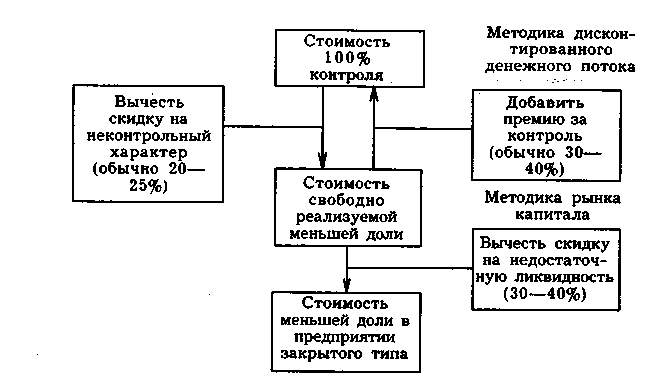 Стоимость
100%
контроля
Методика дискон-
тированного
денежного потока
Вычесть
скидку на
неконтрольный
характер
(обычно 20—
25%)
Добавить
премию за
контроль
(обычно 30—
40%)
Стоимость
свободно
реализуемой
меньшей доли
Методика рынка
капитала
Вычесть скидку
на недостаточ-
ную ликвидность
(30—40%)
Стоимость
меньшей доли в
предприятии
закрытого типа